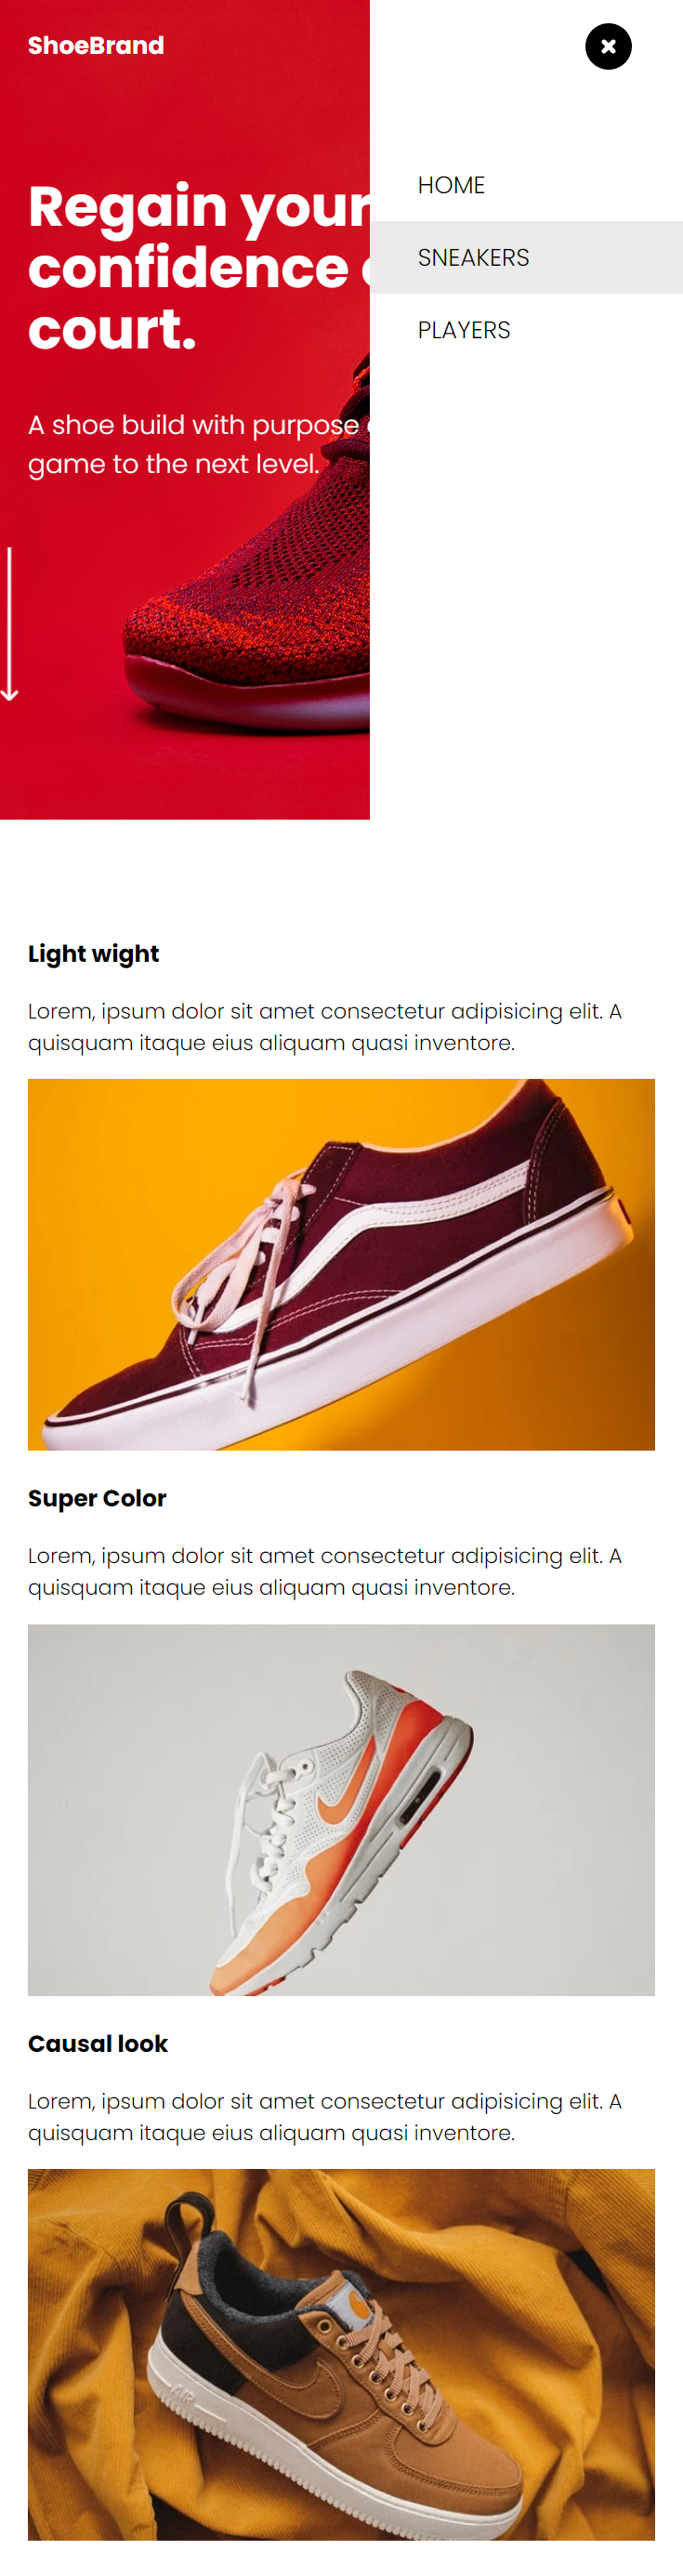 ShoeBrand
HOME
SNEAKERS
PLAYERS
Regain your
confidence
court.
A shoe build with purpose
game to the next level.
Light wight
Lorem, ipsum dolor sit amet consectetur adipisicing elit. A
quisquam itaque eius aliquam quasi inventore.
Super Color
Lorem, ipsum dolor sit amet consectetur adipisicing elit. A
quisquam itaque eius aliquam quasi inventore.
Causal look
Lorem, ipsum dolor sit amet consectetur adipisicing elit. A
quisquam itaque eius aliquam quasi inventore.
AIR